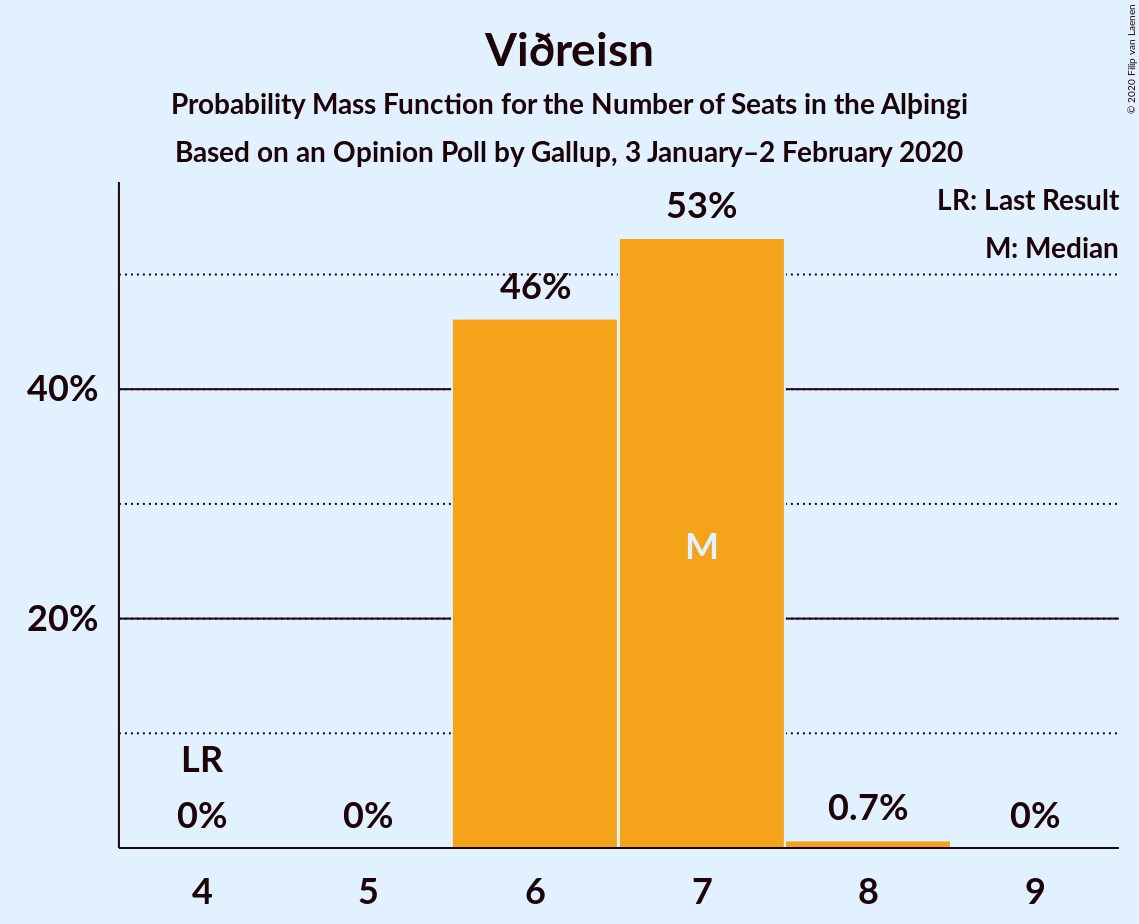 Viðreisn
Probability Mass Function for the Number of Seats in the Alþingi
Based on an Opinion Poll by Gallup, 3 January–2 February 2020
© 2020 Filip van Laenen
LR: Last Result
M: Median
53%
46%
40%
M
20%
LR
0%
0%
0.7%
0%
4
5
6
7
8
9